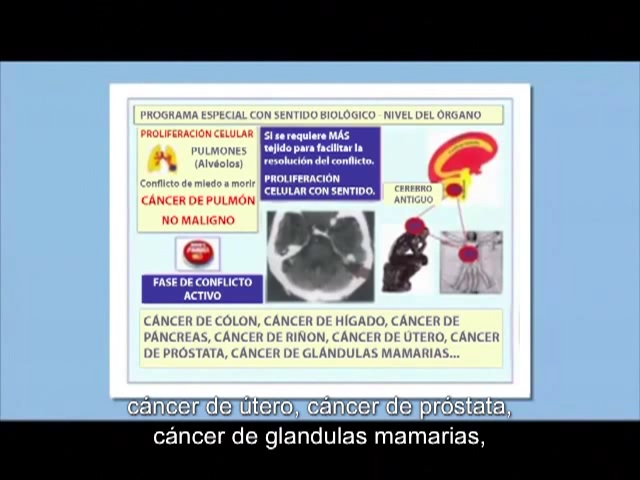 PROGRAMA ESPECIAL CON SENTIDO BIOLÓGICO - NIVEL DEL ÓRGANO
PROLIFERACIÓN CELULAR
PULMONES
(Alvéolos)
Conflicto de miedo a morir
CÁNCER DE PULMÓN
NO MALIGNO
Si se requiere MÁS
tejido para facilitar la
resolución del conflicto.
PROLIFERACIÓN
CELULAR CON SENTIDO.
CEREBRO
ANTIGUO
FASE DE CONFLICTO
ACTIVO
CÁNCER DE CÓLON, CÁNCER DE HÍGADO, CÁNCER DE
PÁNCREAS, CÁNCER DE RIÑON, CÁNCER DE ÚTERO, CÁNCER
DE PRÓSTATA, CÁNCER DE GLÁNDULAS MAMARIAS...
cáncer de útero, cáncer de próstata,
cáncer de glandulas mamarias,